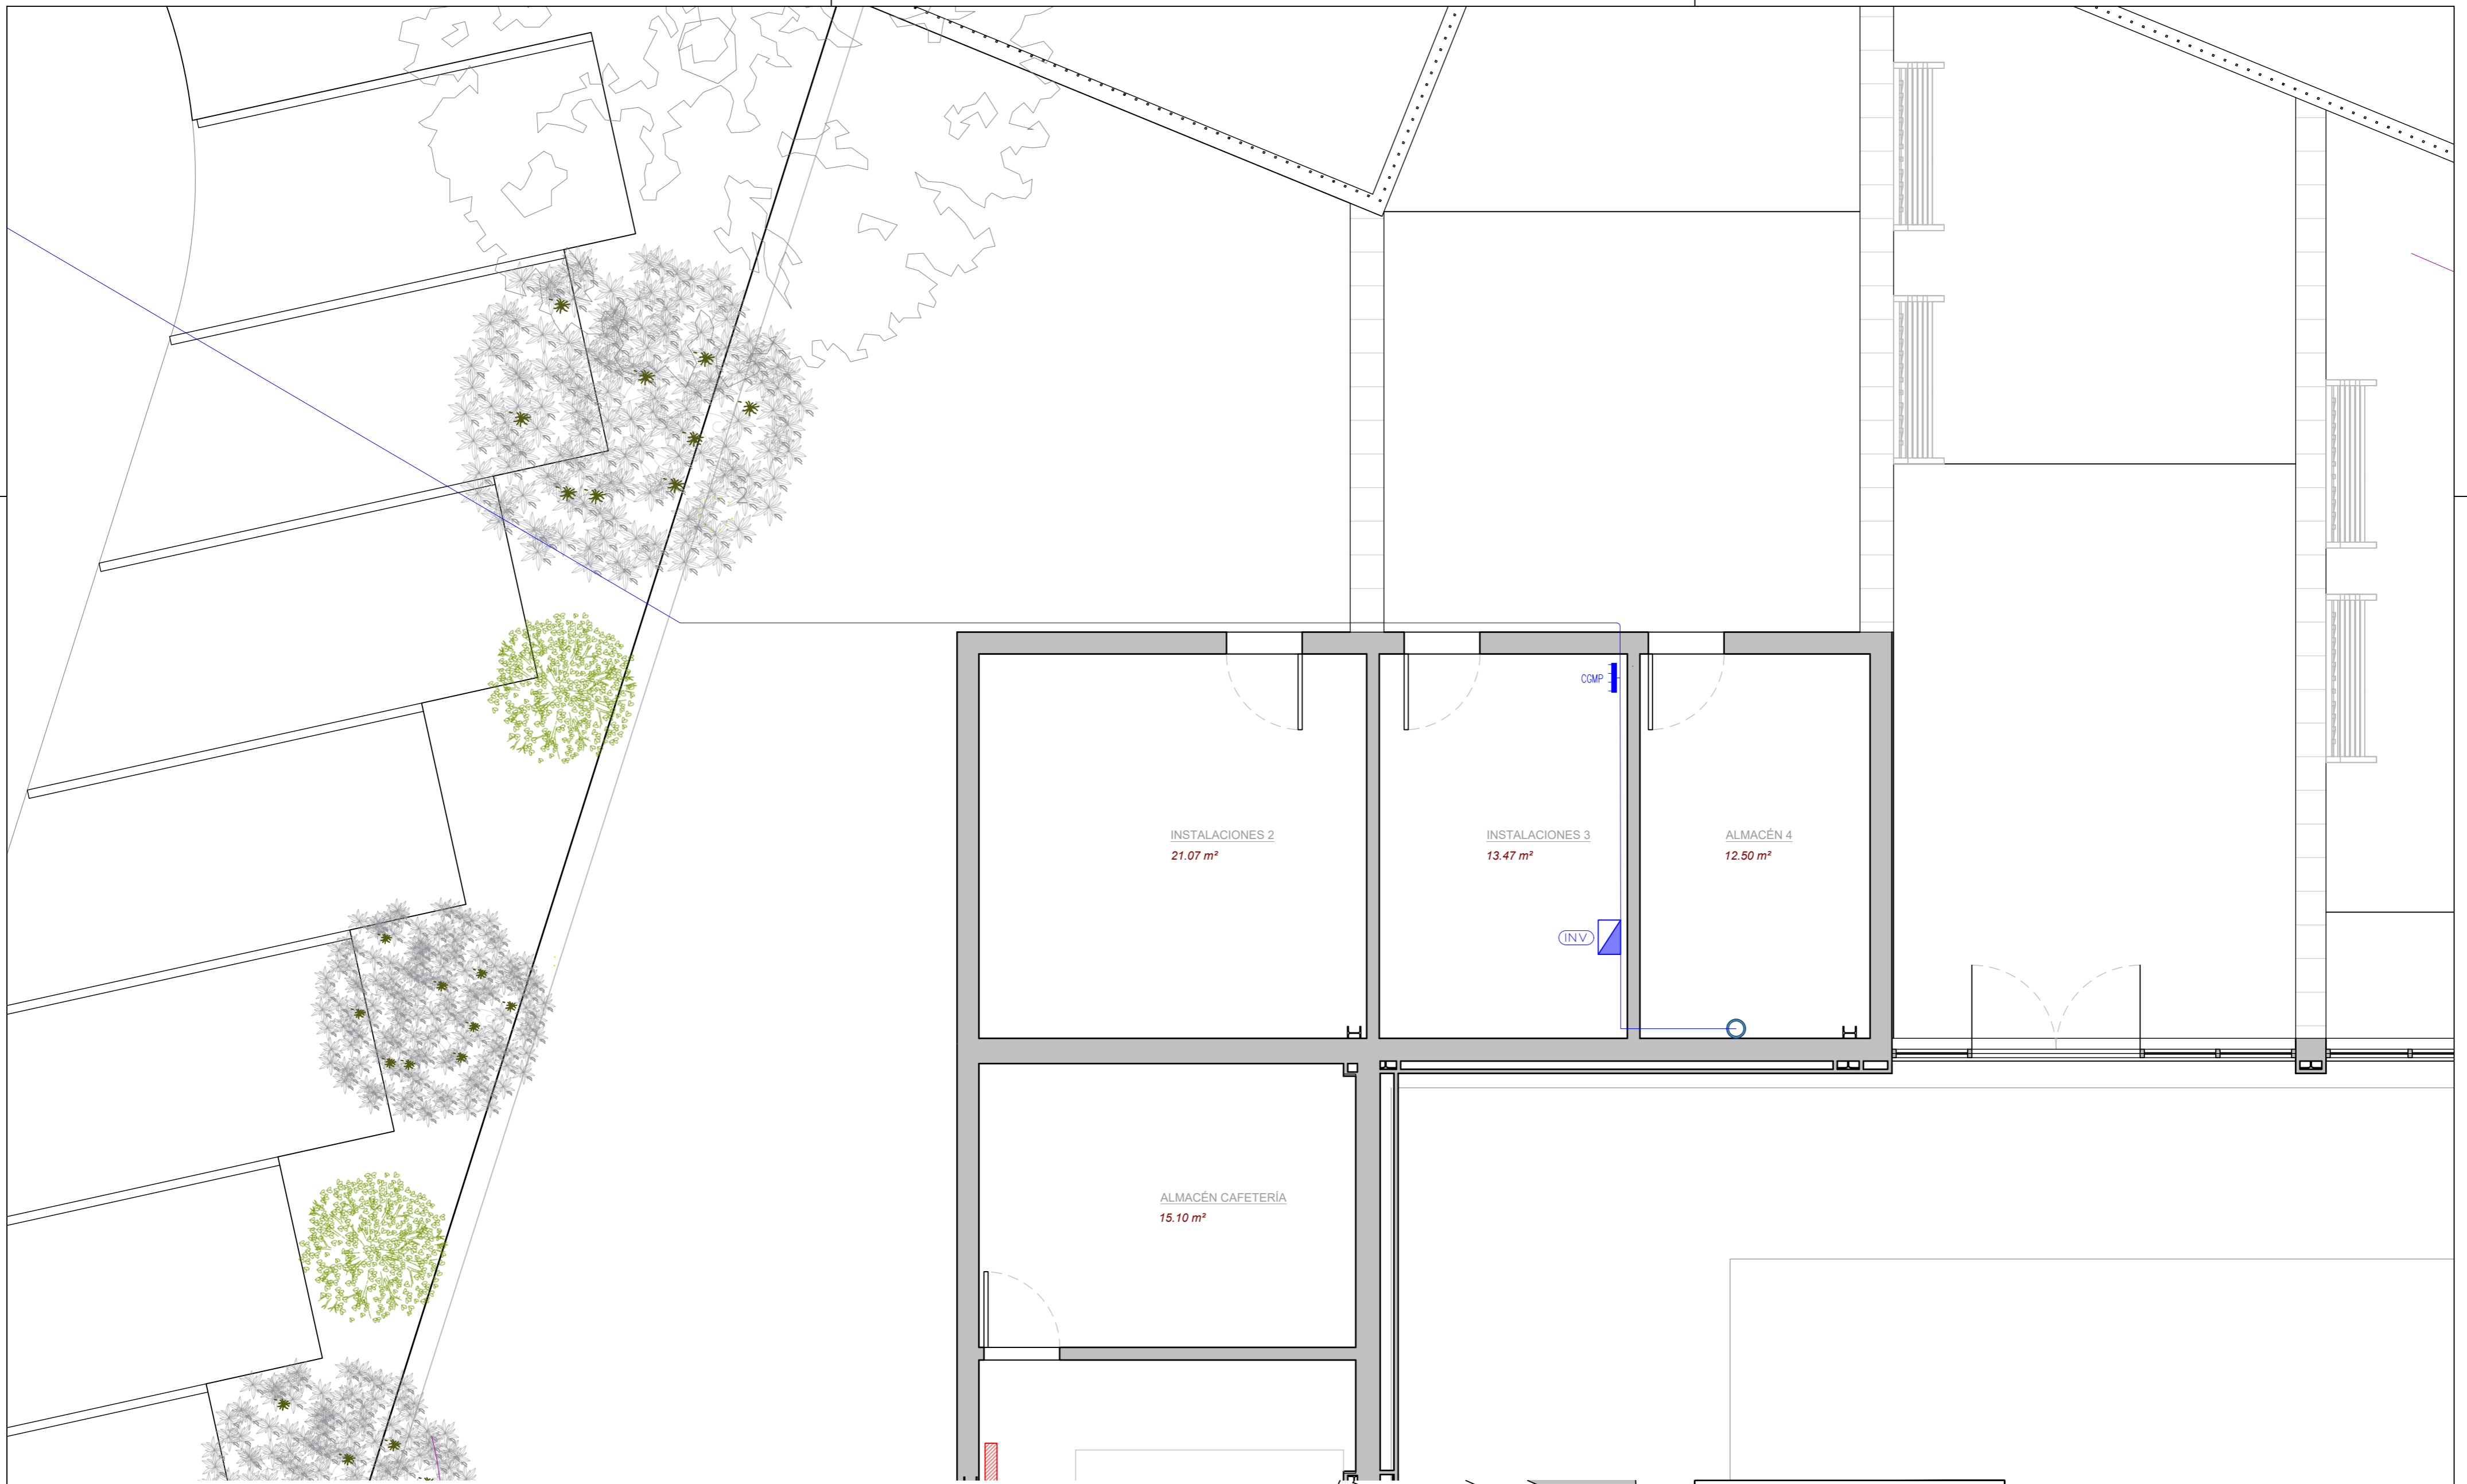 CGMP
INSTALACIONES 2
21.07 m²
INSTALACIONES 3
13.47 m²
ALMACÉN 4
12.50 m²
INV
ALMACÉN CAFETERÍA
15.10 m²